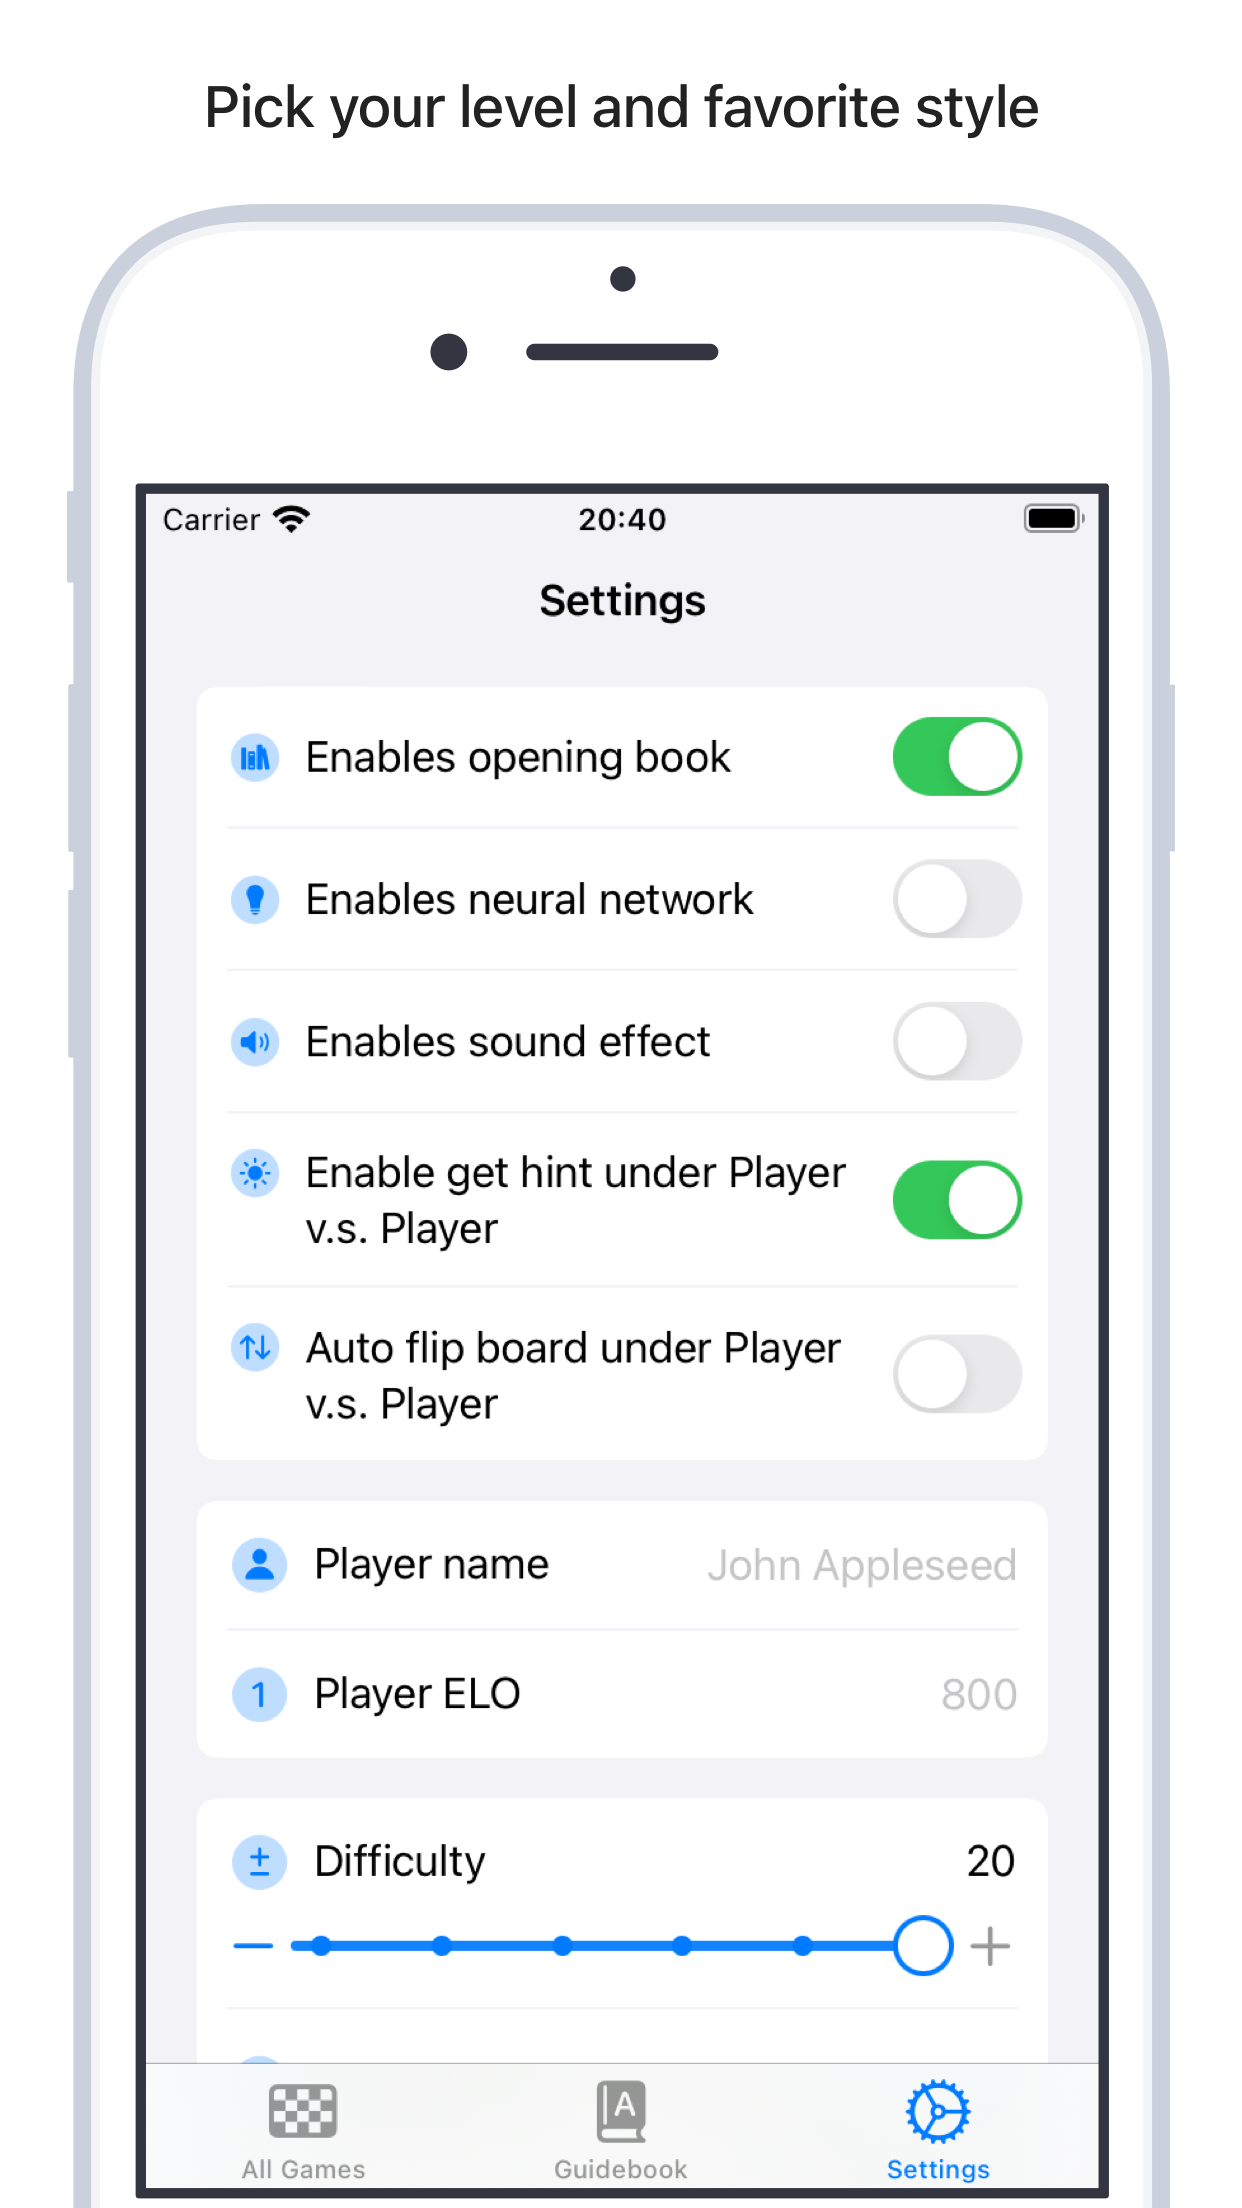 Pick your level and favorite style
Carrier 20:40
Settings
Enables opening book
Enables neural network
Enables sound effect
Enable get hint under Player
v.s. Player
Auto flip board under Player
v.s. Player
Player name John Appleseed
1 Player ELO 800
Difficulty 20
A
All Games Guidebook Settings